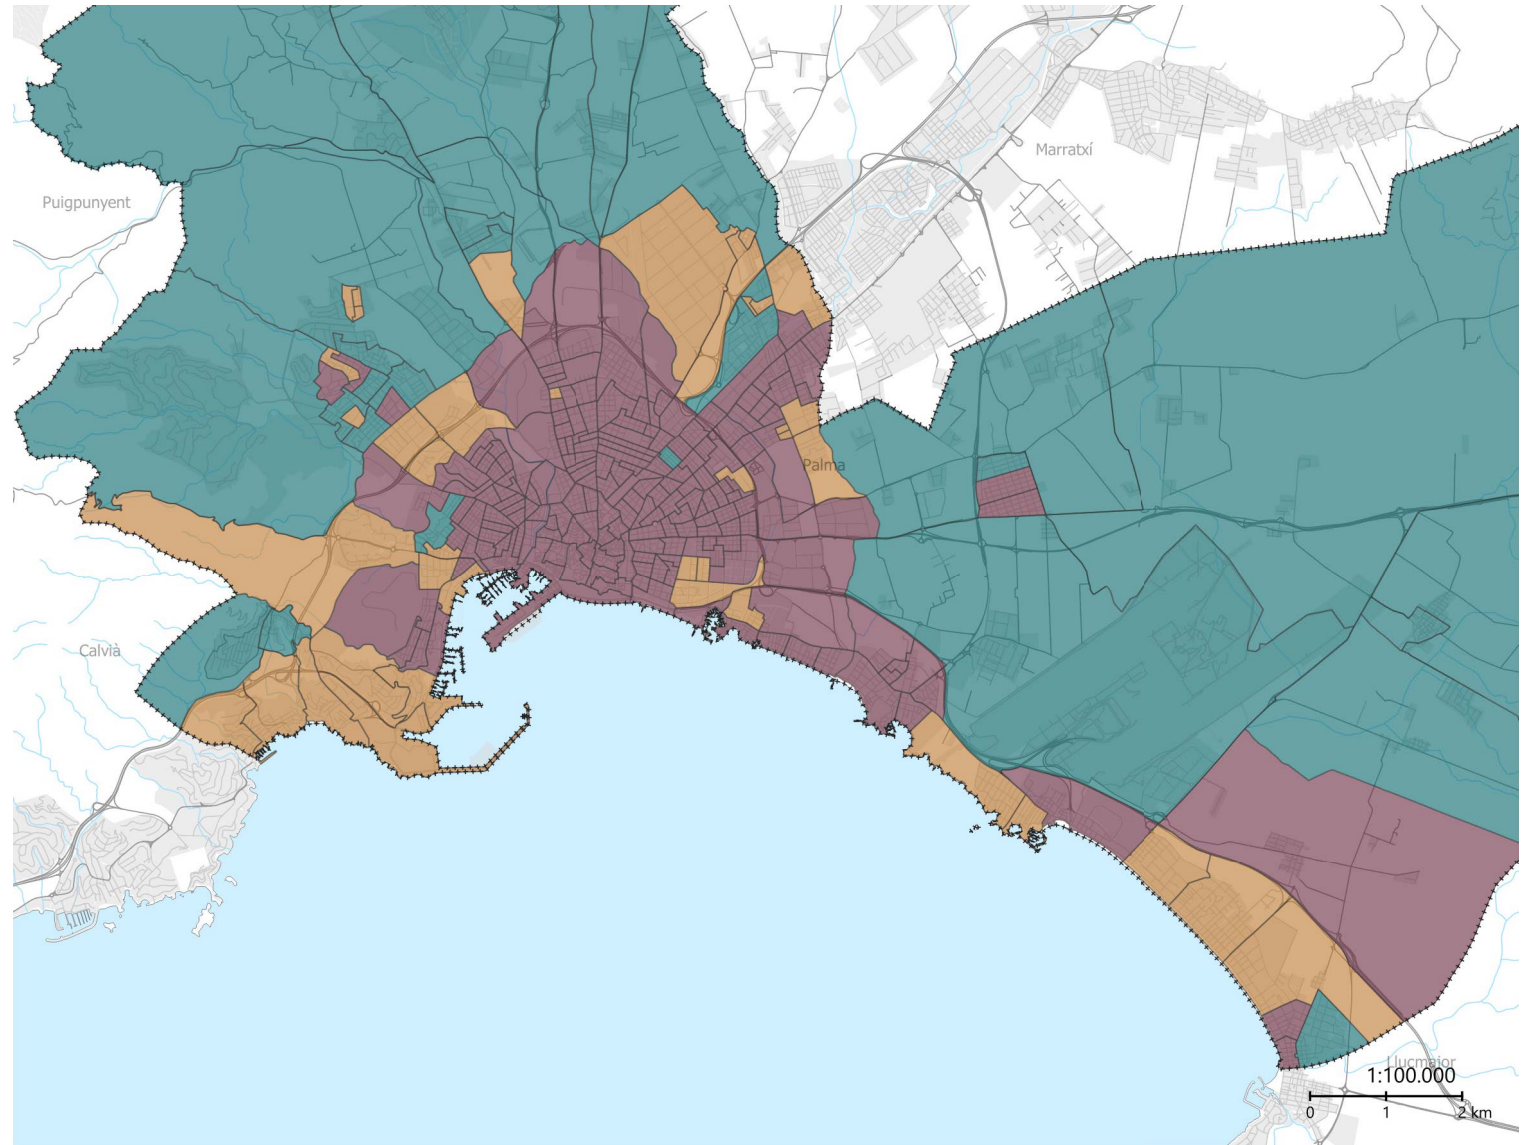 Marratxí
Puigpunyent
Palma
Calvià
Llucmajor
1:100.000
0 1 2 km